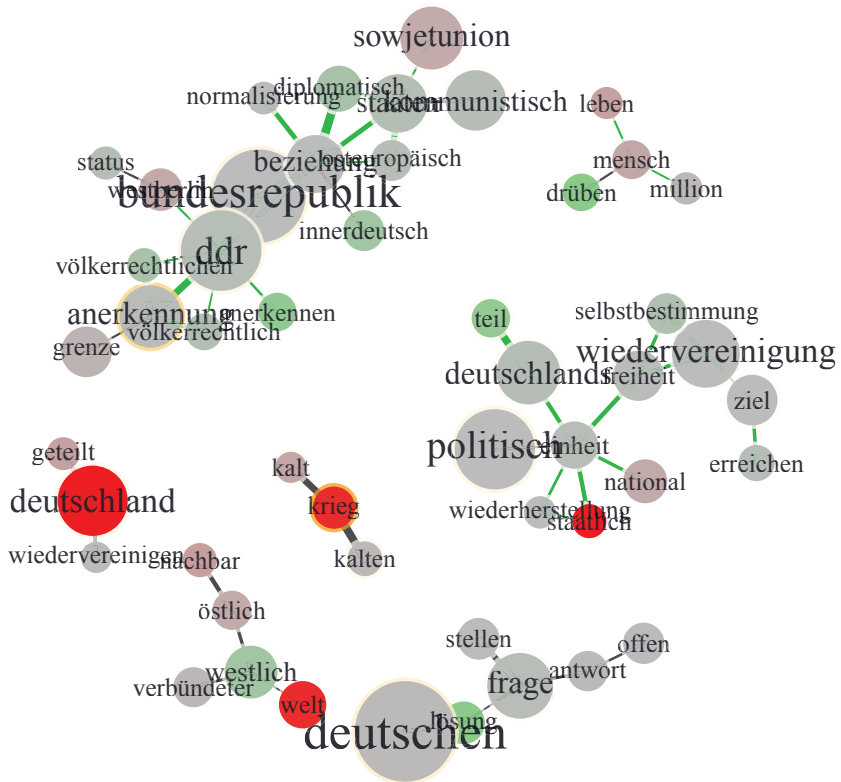 sowjetunion
diplomatisch
normalisierung
staaten
kommunistisch
leben
status
beziehung
osteuropäisch
mensch
westberlin
bundesrepublik
drüben
million
innerdeutsch
ddr
völkerrechtlichen
anerkennung
anerkennen
völkerrechtlich
grenze
teil
selbstbestimmung
wiedervereinigung
deutschlands
freiheit
ziel
politisch
einheit
erreichen
geteilt
kalt
national
deutschland
krieg
wiederherstellung
staatlich
wiedervereinigen
nachbar
kalten
östlich
stellen
offen
westlich
antwort
verbündeter
frage
welt
lösung
deutschen